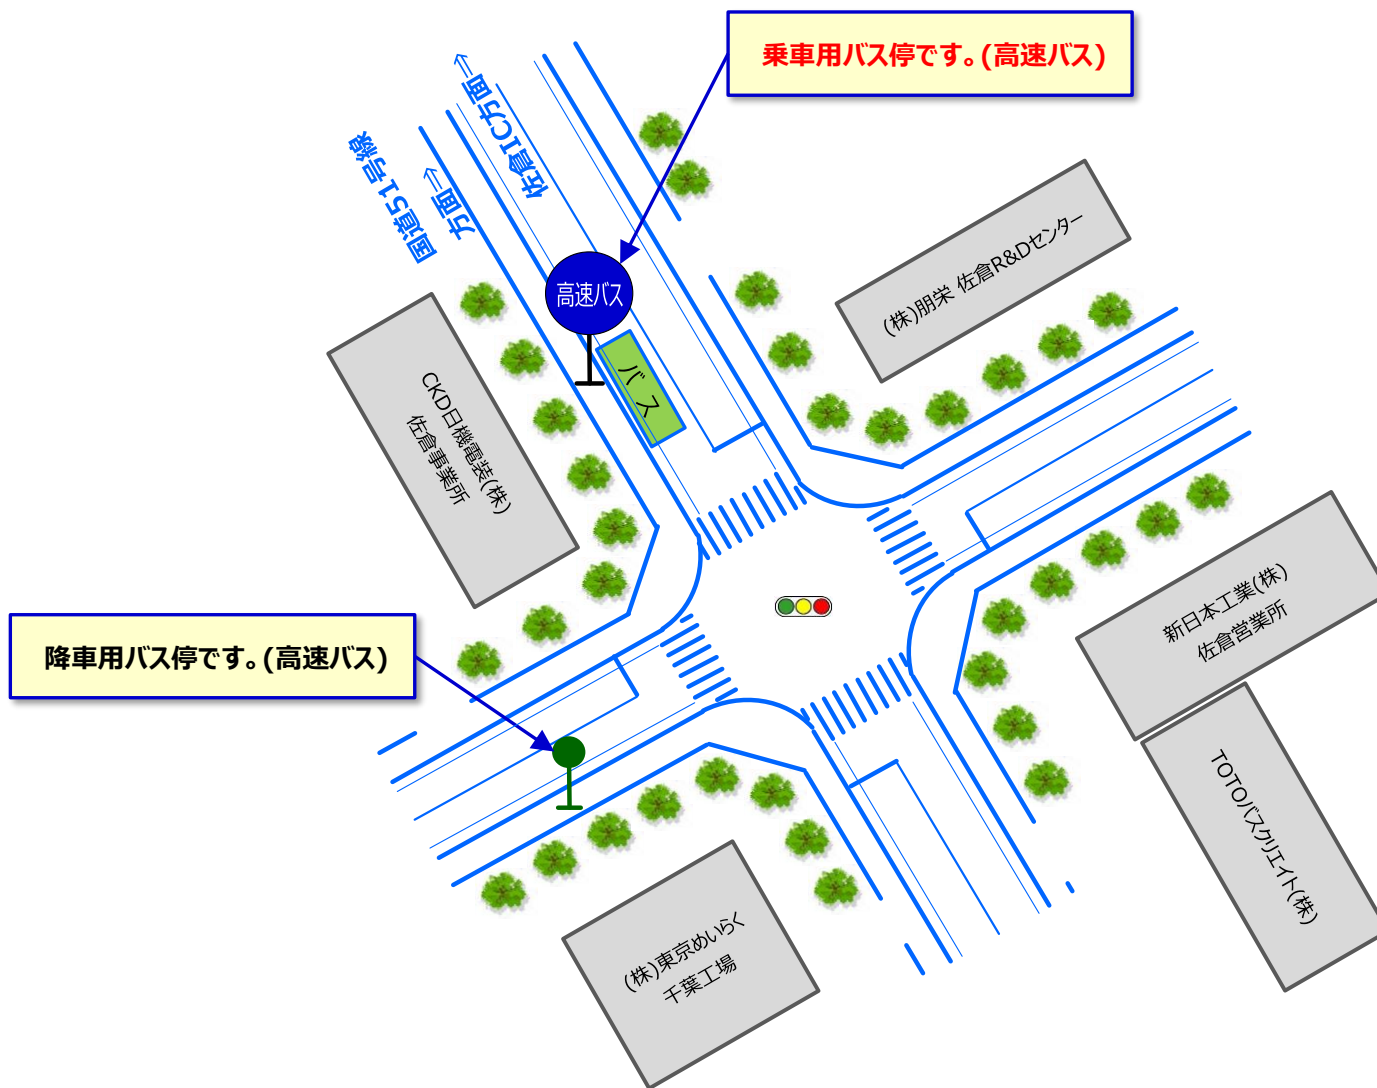 乗車用バス停です。(高速バス)
佐倉IC方面⇒
国道51号線
方面⇒
高速バス
バス
(株)朋栄 佐倉R&Dセンター
CKD日機電装(株)
佐倉事業所
降車用バス停です。(高速バス)
新日本工業(株)
佐倉営業所
TOTOバスクリエイト(株)
(株)東京めいらく
千葉工場